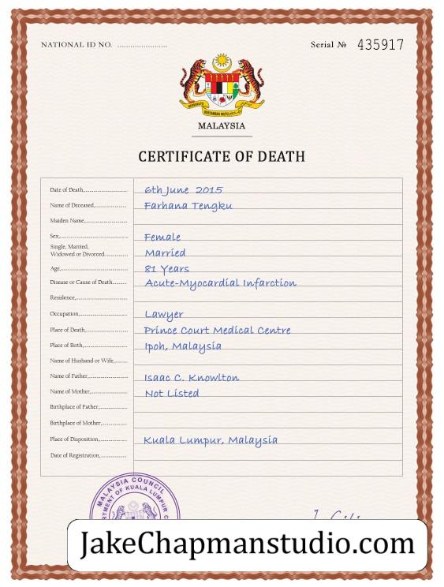 NATIONAL ID NO. ....................
Serial № 435917
MALAYSIA
CERTIFICATE OF DEATH
Date of Death................. 6th June 2015
Name of Deceased................. Farhana Tengku
Maiden Name.................
Sex................. Female
Single, Married,
Widowed or Divorced................. Married
Age................. 81 Years
Disease or Cause of Death................. Acute-Myocardial Infarction
Residence,.................
Occupation,................. Lawyer
Place of Death,................. Prince Court Medical Centre
Place of Birth,................. Ipoh, Malaysia
Name of Husband or Wife,.................
Name of Father,................. Isaac C. Knowlton
Name of Mother,................. Not Listed
Birthplace of Father,.................
Birthplace of Mother,.................
Place of Disposition,................. Kuala Lumpur, Malaysia
Date of Registration,.................
MALAYSIA COUNCIL
OF KUALA LUMPUR
JakeChapmanstudio.com